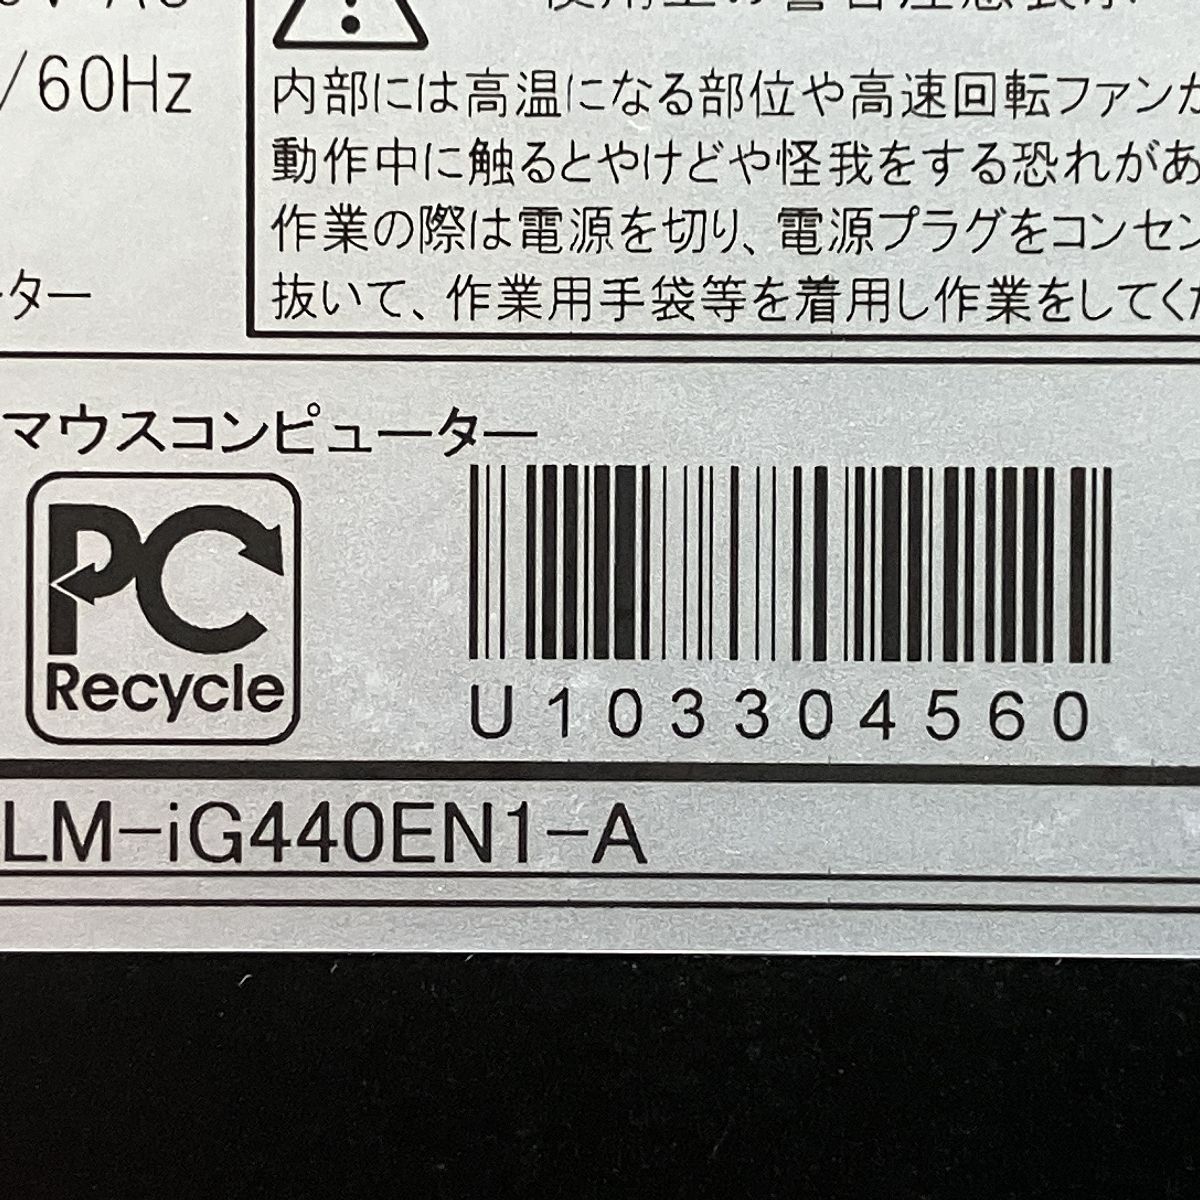 /60Hz
内部には高温になる部位や高速回転ファンが
動作中に触るとやけどや怪我をする恐れがあ
作業の際は電源を切り、電源プラグをコンセン
抜いて、作業用手袋等を着用し作業をしてくだ
ーター
マウスコンピューター
PC
Recycle
U103304560
LM-iG440EN1-A